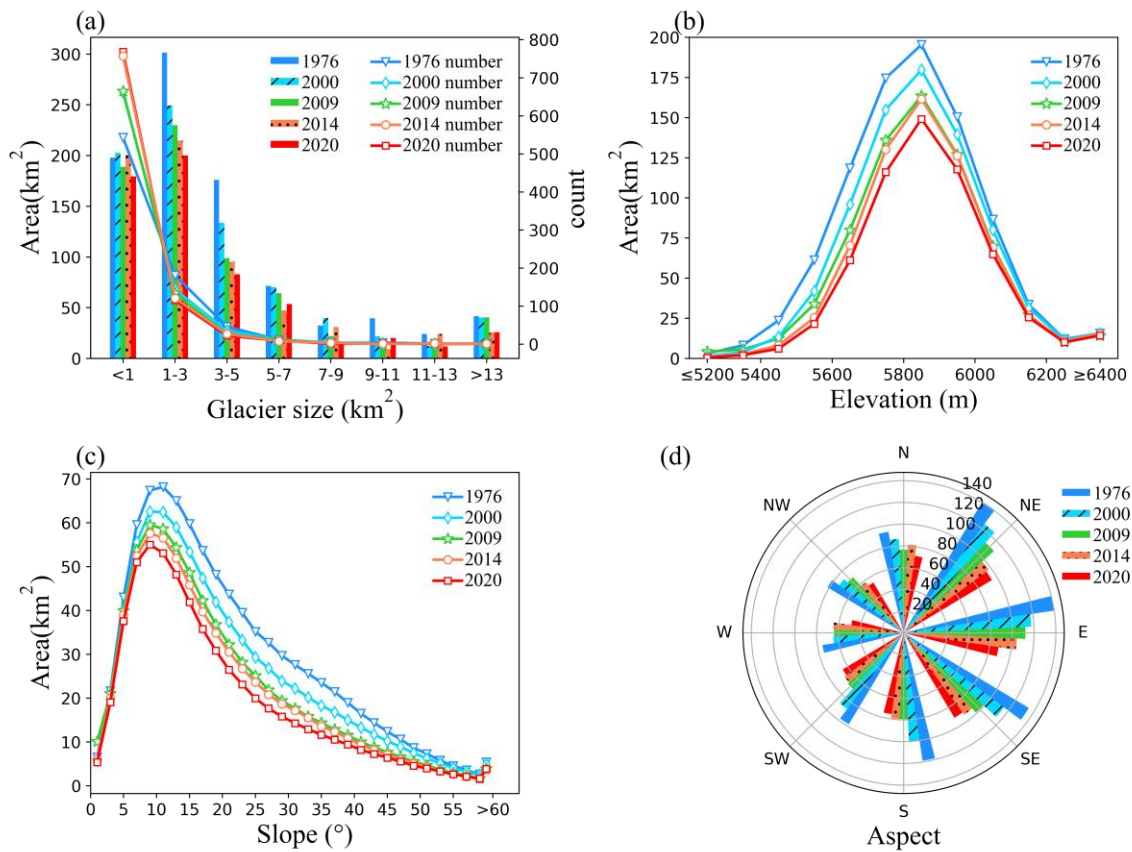 (a)
300
250
200
150
100
50
0
Area(km²)
1976
2000
2009
2014
2020
1976 number
2000 number
2009 number
2014 number
2020 number
800
700
600
500
400
300
200
100
0
count
<1 1-3 3-5 5-7 7-9 9-11 11-13 >13
Glacier size (km²)
(b)
200
175
150
125
100
75
50
25
0
Area(km²)
1976
2000
2009
2014
2020
≤5200 5400 5600 5800 6000 6200 ≥6400
Elevation (m)
(c)
70
60
50
40
30
20
10
0
Area(km²)
1976
2000
2009
2014
2020
0 5 10 15 20 25 30 35 40 45 50 55 >60
Slope (°)
(d)
N
NE
E
SE
S
SW
W
NW
140
120
100
80
60
40
20
1976
2000
2009
2014
2020
Aspect